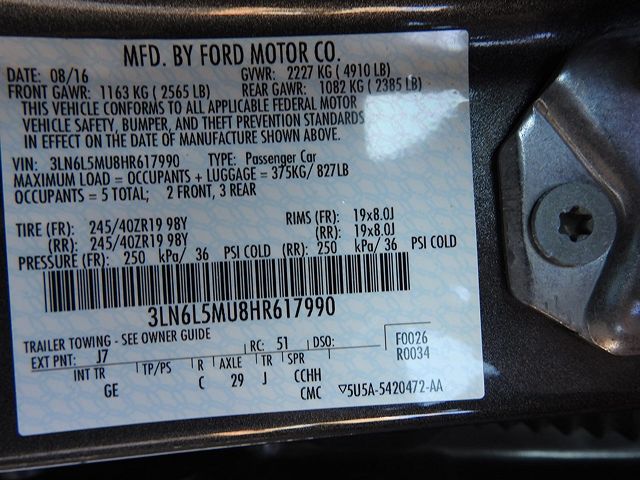 MFD. BY FORD MOTOR CO.
DATE: 08/16 GVWR: 2227 KG ( 4910 LB)
FRONT GAWR: 1163 KG ( 2565 LB) REAR GAWR: 1082 KG ( 2385 LB)
THIS VEHICLE CONFORMS TO ALL APPLICABLE FEDERAL MOTOR
VEHICLE SAFETY, BUMPER, AND THEFT PREVENTION STANDARDS
IN EFFECT ON THE DATE OF MANUFACTURE SHOWN ABOVE.
VIN: 3LN6L5MU8HR617990 TYPE: Passenger Car
MAXIMUM LOAD = OCCUPANTS + LUGGAGE = 375KG/ 827LB
OCCUPANTS = 5 TOTAL; 2 FRONT, 3 REAR
TIRE (FR): 245/40ZR19 98Y RIMS (FR): 19x8.0J
(RR): 245/40ZR19 98Y (RR): 19x8.0J
PRESSURE (FR): 250 kPa/ 36 PSI COLD (RR): 250 kPa/ 36 PSI COLD
3LN6L5MU8HR617990
TRAILER TOWING - SEE OWNER GUIDE
EXT PNT: J7 RC: 51 DSO: F0026
R0034
INT TR TP/PS R AXLE TR SPR
GE C 29 J CCHH
CMC ▽5U5A-5420472-AA